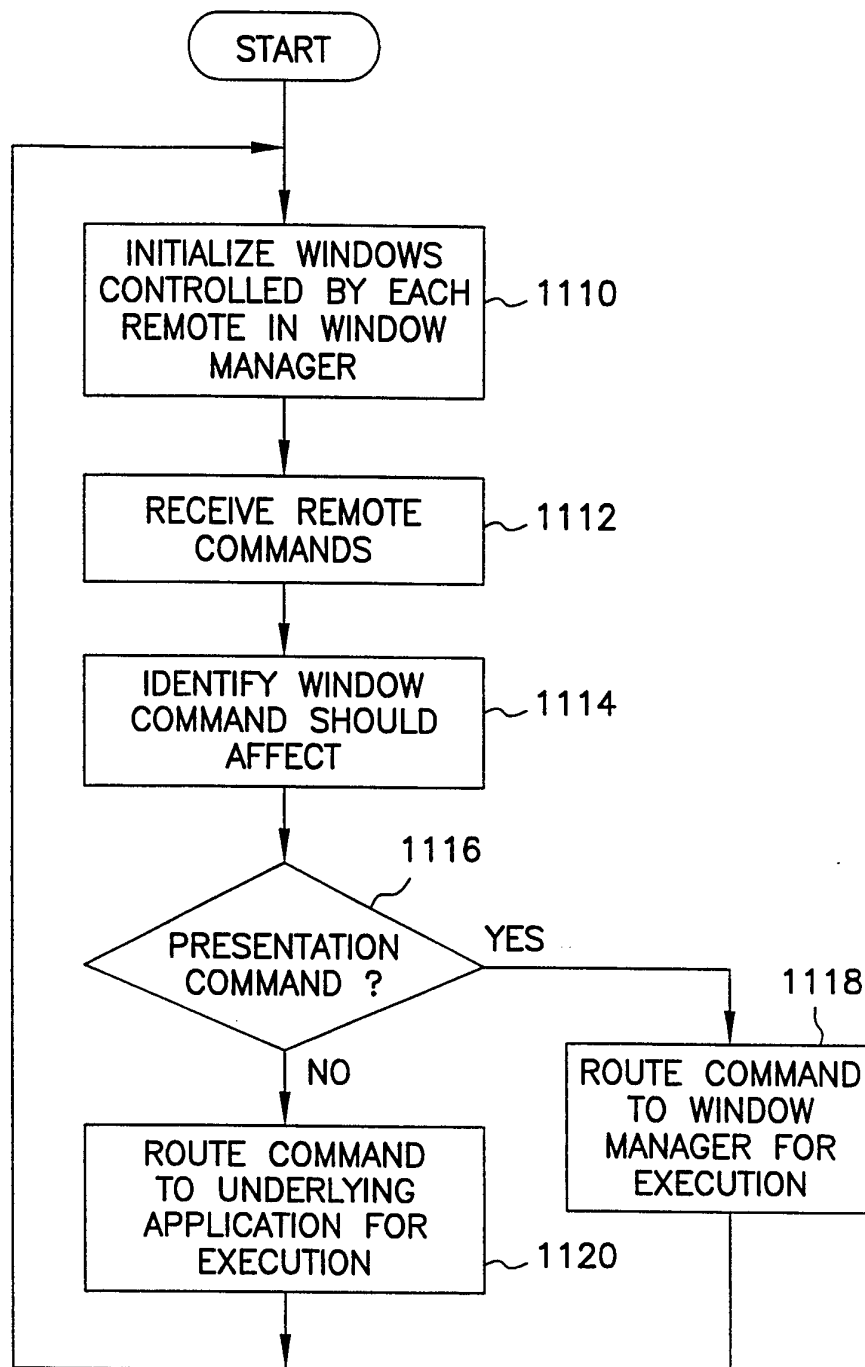 START
INITIALIZE WINDOWS
CONTROLLED BY EACH
REMOTE IN WINDOW
MANAGER
1110
RECEIVE REMOTE
COMMANDS
1112
IDENTIFY WINDOW
COMMAND SHOULD
AFFECT
1114
1116
PRESENTATION
COMMAND ?
YES
NO
1118
ROUTE COMMAND
TO WINDOW
MANAGER FOR
EXECUTION
ROUTE COMMAND
TO UNDERLYING
APPLICATION FOR
EXECUTION
1120